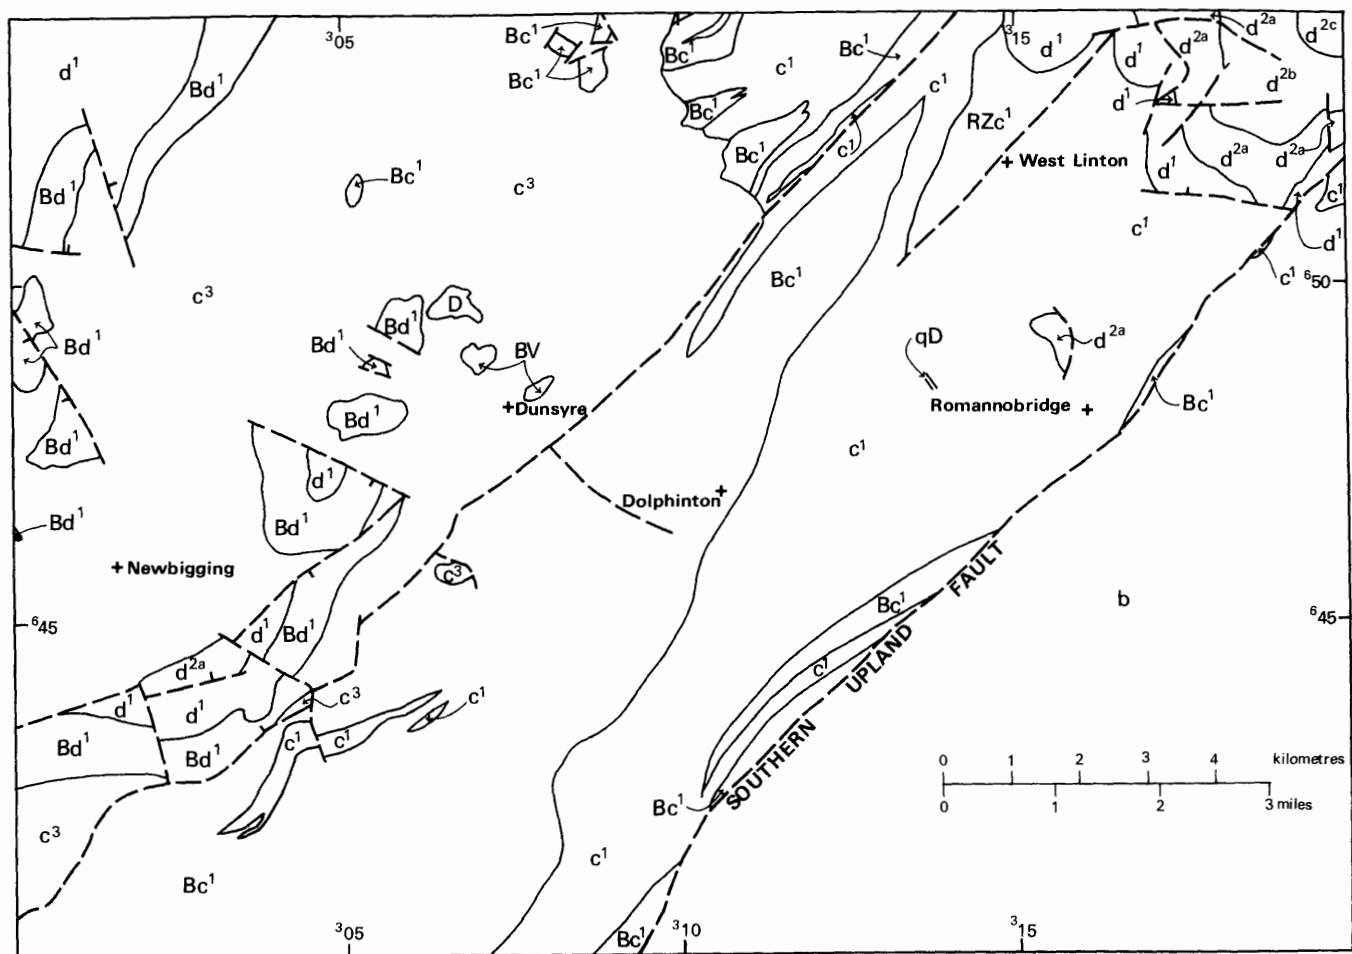 ³05
Bc¹
Bc¹
Bc¹
c¹
Bc¹
³15
d¹
d²ᵃ
d²ᵃ
d²ᶜ
d¹
Bd¹
d¹
d²ᵇ
c¹
Bc¹
d¹
RZc¹
c¹
Bc¹
West Linton
d¹
d²ᵃ
d²ᵃ
Bd¹
Bc¹
c³
c¹
c¹
d¹
Bc¹
c¹
⁶50
c³
D
Bd¹
Bd¹
Bd¹
BV
qD
d²ᵃ
Dunsyre
Romannobridge
Bc¹
Bd¹
Bd¹
c¹
d¹
Dolphinton
Bd¹
Bd¹
Newbigging
c³
SOUTHERN UPLAND FAULT
b
Bc¹
⁶45
⁶45
d¹
Bd¹
d²ᵃ
c¹
c³
c¹
d¹
d¹
c¹
c¹
Bd¹
Bd¹
0 1 2 3 4 kilometres
0 1 2 3 miles
Bc¹
c³
c¹
Bc¹
³05
³10
³15
Bc¹